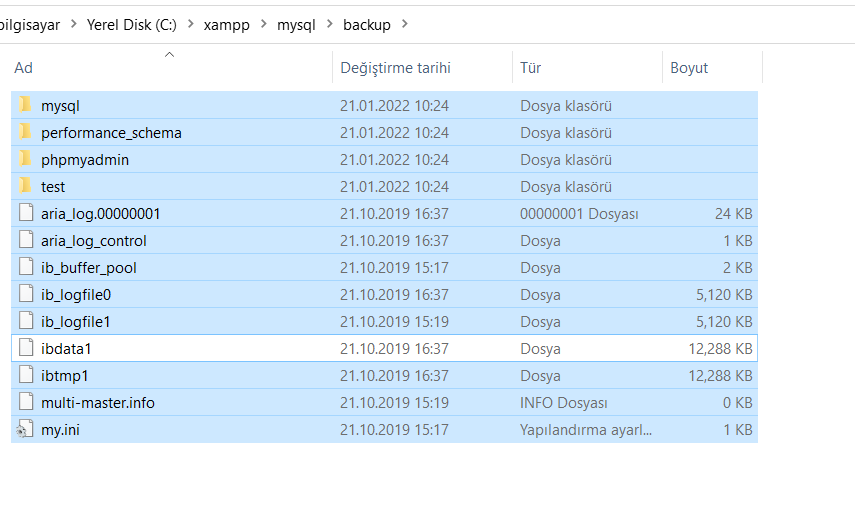 bilgisayar > Yerel Disk (C:) > xampp > mysql > backup >
Ad Değiştirme tarihi Tür Boyut
mysql 21.01.2022 10:24 Dosya klasörü
performance_schema 21.01.2022 10:24 Dosya klasörü
phpmyadmin 21.01.2022 10:24 Dosya klasörü
test 21.01.2022 10:24 Dosya klasörü
aria_log.00000001 21.10.2019 16:37 00000001 Dosyası 24 KB
aria_log_control 21.10.2019 16:37 Dosya 1 KB
ib_buffer_pool 21.10.2019 15:17 Dosya 2 KB
ib_logfile0 21.10.2019 16:37 Dosya 5,120 KB
ib_logfile1 21.10.2019 15:19 Dosya 5,120 KB
ibdata1 21.10.2019 16:37 Dosya 12,288 KB
ibtmp1 21.10.2019 16:37 Dosya 12,288 KB
multi-master.info 21.10.2019 15:19 INFO Dosyası 0 KB
my.ini 21.10.2019 15:17 Yapılandırma ayarl... 1 KB